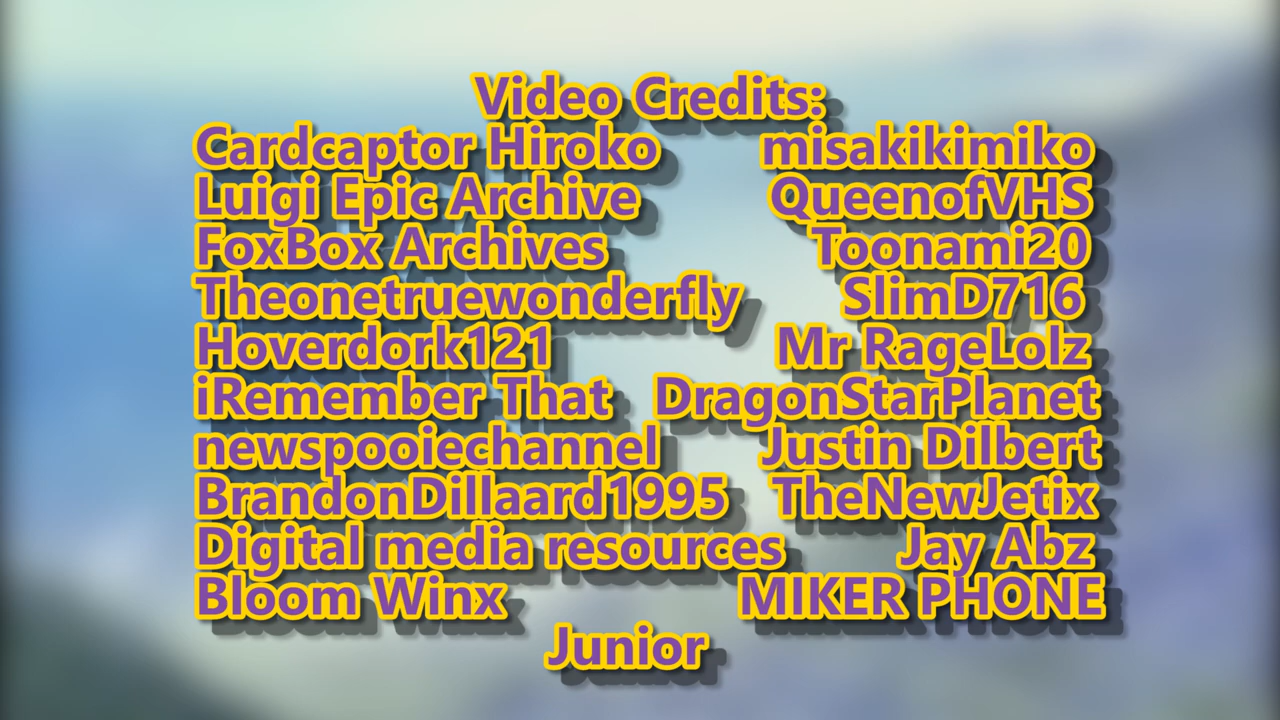 Video Credits:
Cardcaptor Hiroko misakikimiko
Luigi Epic Archive QueenofVHS
FoxBox Archives Toonami20
Theonetruewonderfly SlimD716
Hoverdork121 Mr RageLolz
iRemember That DragonStarPlanet
newspooiechannel Justin Dilbert
BrandonDillaard1995 TheNewJetix
Digital media resources Jay Abz
Bloom Winx MIKER PHONE
Junior